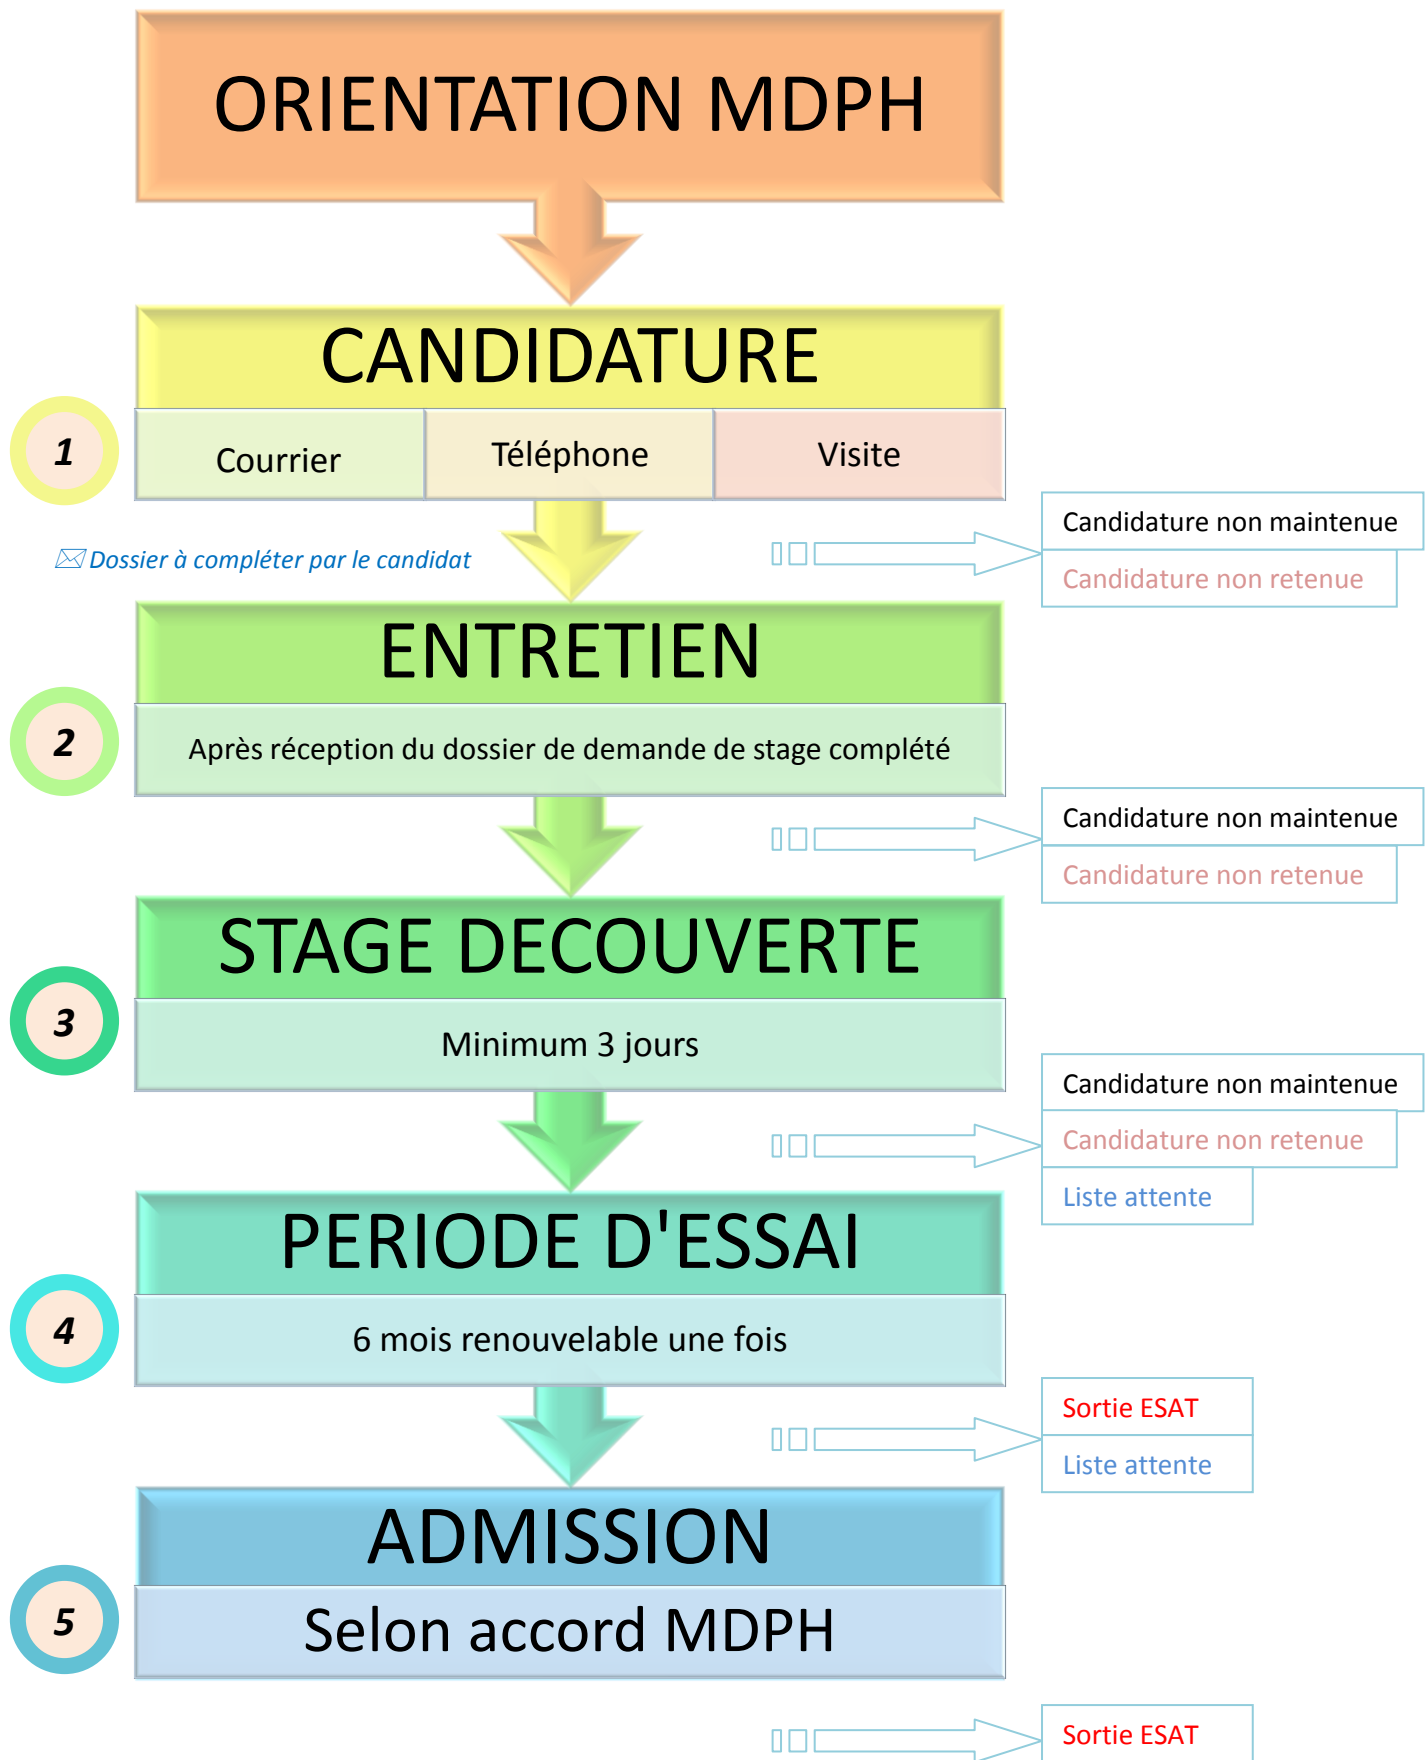 ORIENTATION MDPH
CANDIDATURE
1
Courrier
Téléphone
Visite
Candidature non maintenue
Dossier à compléter par le candidat
Candidature non retenue
ENTRETIEN
2
Après réception du dossier de demande de stage complété
Candidature non maintenue
Candidature non retenue
STAGE DECOUVERTE
3
Minimum 3 jours
Candidature non maintenue
Candidature non retenue
Liste attente
PERIODE D'ESSAI
4
6 mois renouvelable une fois
Sortie ESAT
Liste attente
ADMISSION
5
Selon accord MDPH
Sortie ESAT